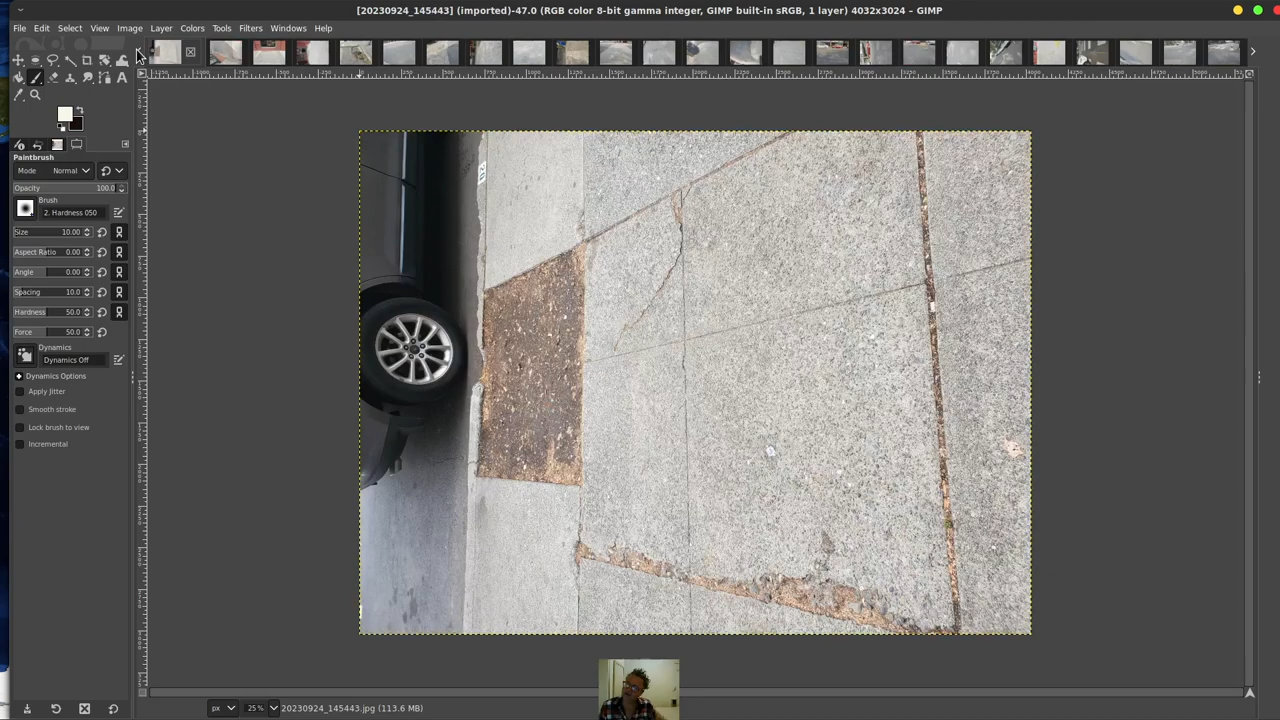 [20230924_145443] (imported)-47.0 (RGB color 8-bit gamma integer, GIMP built-in sRGB, 1 layer) 4032x3024 – GIMP
File Edit Select View Image Layer Colors Tools Filters Windows Help
Paintbrush
Mode Normal
Opacity 100.0
Brush
2. Hardness 050
Size 10.00
Aspect Ratio 0.00
Angle 0.00
Spacing 10.0
Hardness 50.0
Force 50.0
Dynamics
Dynamics Off
Dynamics Options
Apply Jitter
Smooth stroke
Lock brush to view
Incremental
px 25% 20230924_145443.jpg (113.6 MB)